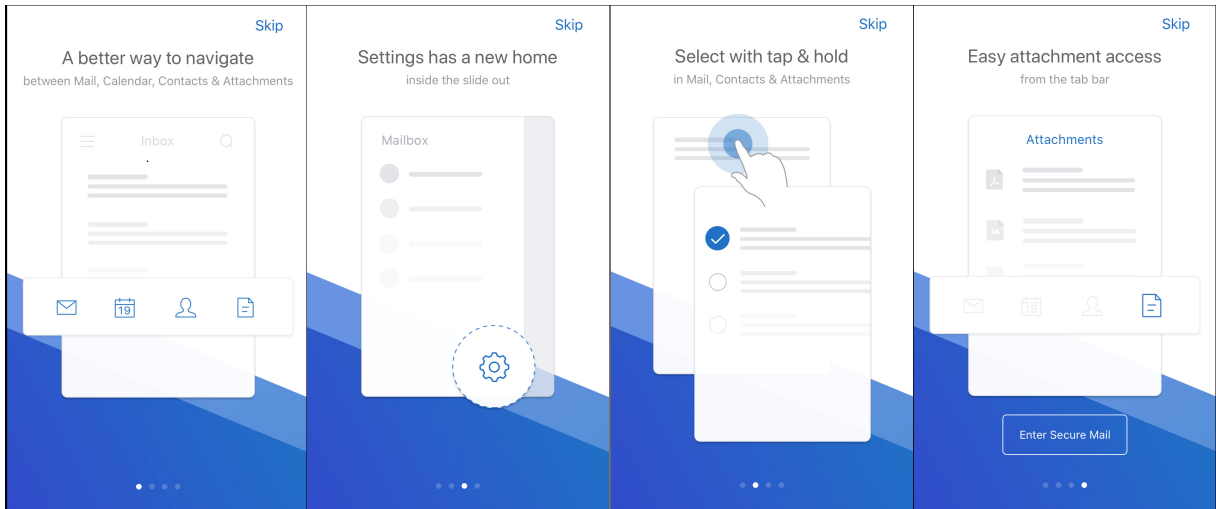 Skip
A better way to navigate
between Mail, Calendar, Contacts & Attachments
Inbox
19
Skip
Settings has a new home
inside the slide out
Mailbox
Skip
Select with tap & hold
in Mail, Contacts & Attachments
Skip
Easy attachment access
from the tab bar
Attachments
19
Enter Secure Mail